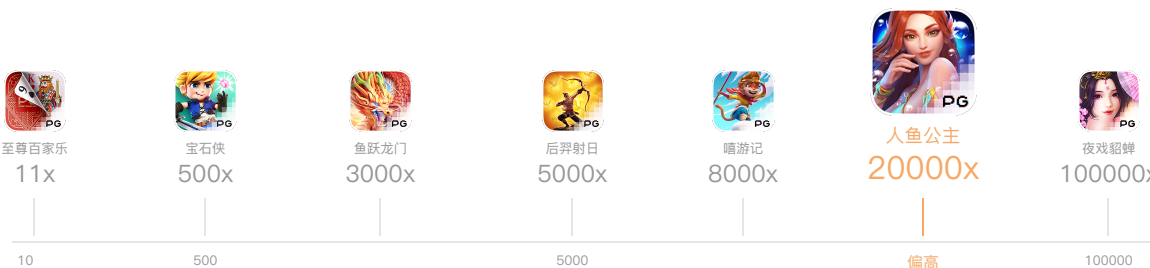 PG
PG
PG
PG
PG
PG
PG
至尊百家乐
宝石侠
鱼跃龙门
后羿射日
嘻游记
人鱼公主
夜戏貂蝉
11x
500x
3000x
5000x
8000x
20000x
100000x
10
500
5000
偏高
100000